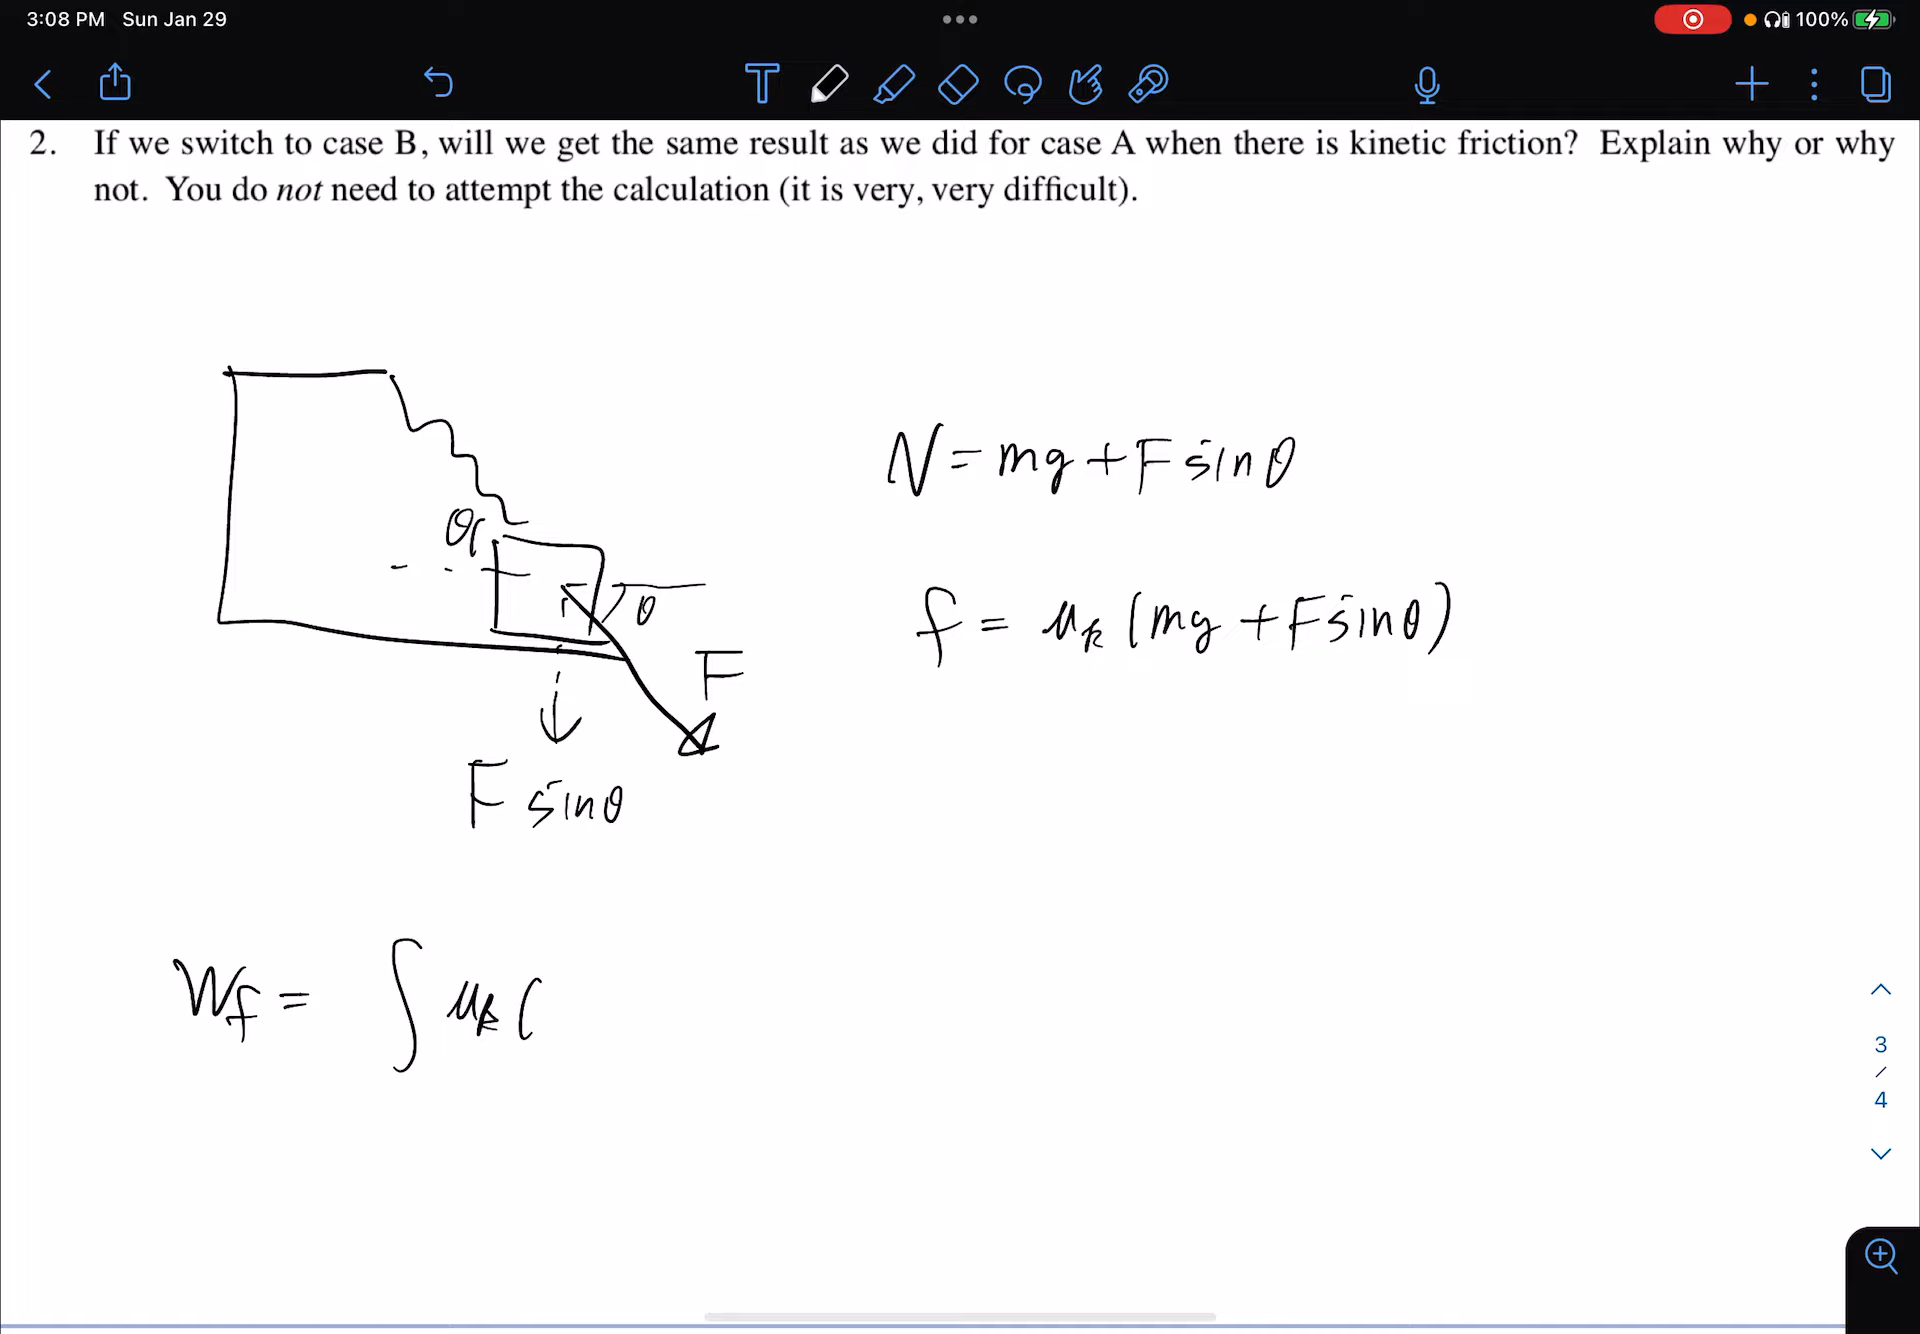 3:08 PM Sun Jan 29
100%
2. If we switch to case B, will we get the same result as we did for case A when there is kinetic friction? Explain why or why
not. You do not need to attempt the calculation (it is very, very difficult).
N = mg + F sinθ
θ
θ
f = μk (mg + F sinθ)
F
F sinθ
Wf = ∫ μk (
3
/
4